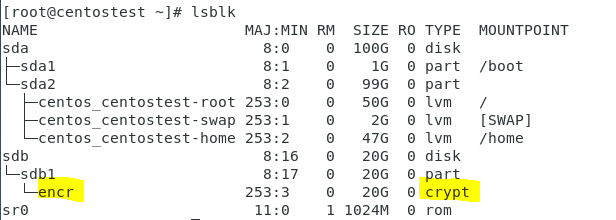 [root@centostest ~]# lsblk
NAME MAJ:MIN RM SIZE RO TYPE MOUNTPOINT
sda 8:0 0 100G 0 disk
├─sda1 8:1 0 1G 0 part /boot
└─sda2 8:2 0 99G 0 part
├─centos_centostest-root 253:0 0 50G 0 lvm /
├─centos_centostest-swap 253:1 0 2G 0 lvm [SWAP]
└─centos_centostest-home 253:2 0 47G 0 lvm /home
sdb 8:16 0 20G 0 disk
└─sdb1 8:17 0 20G 0 part
└─encr 253:3 0 20G 0 crypt
sr0 11:0 1 1024M 0 rom